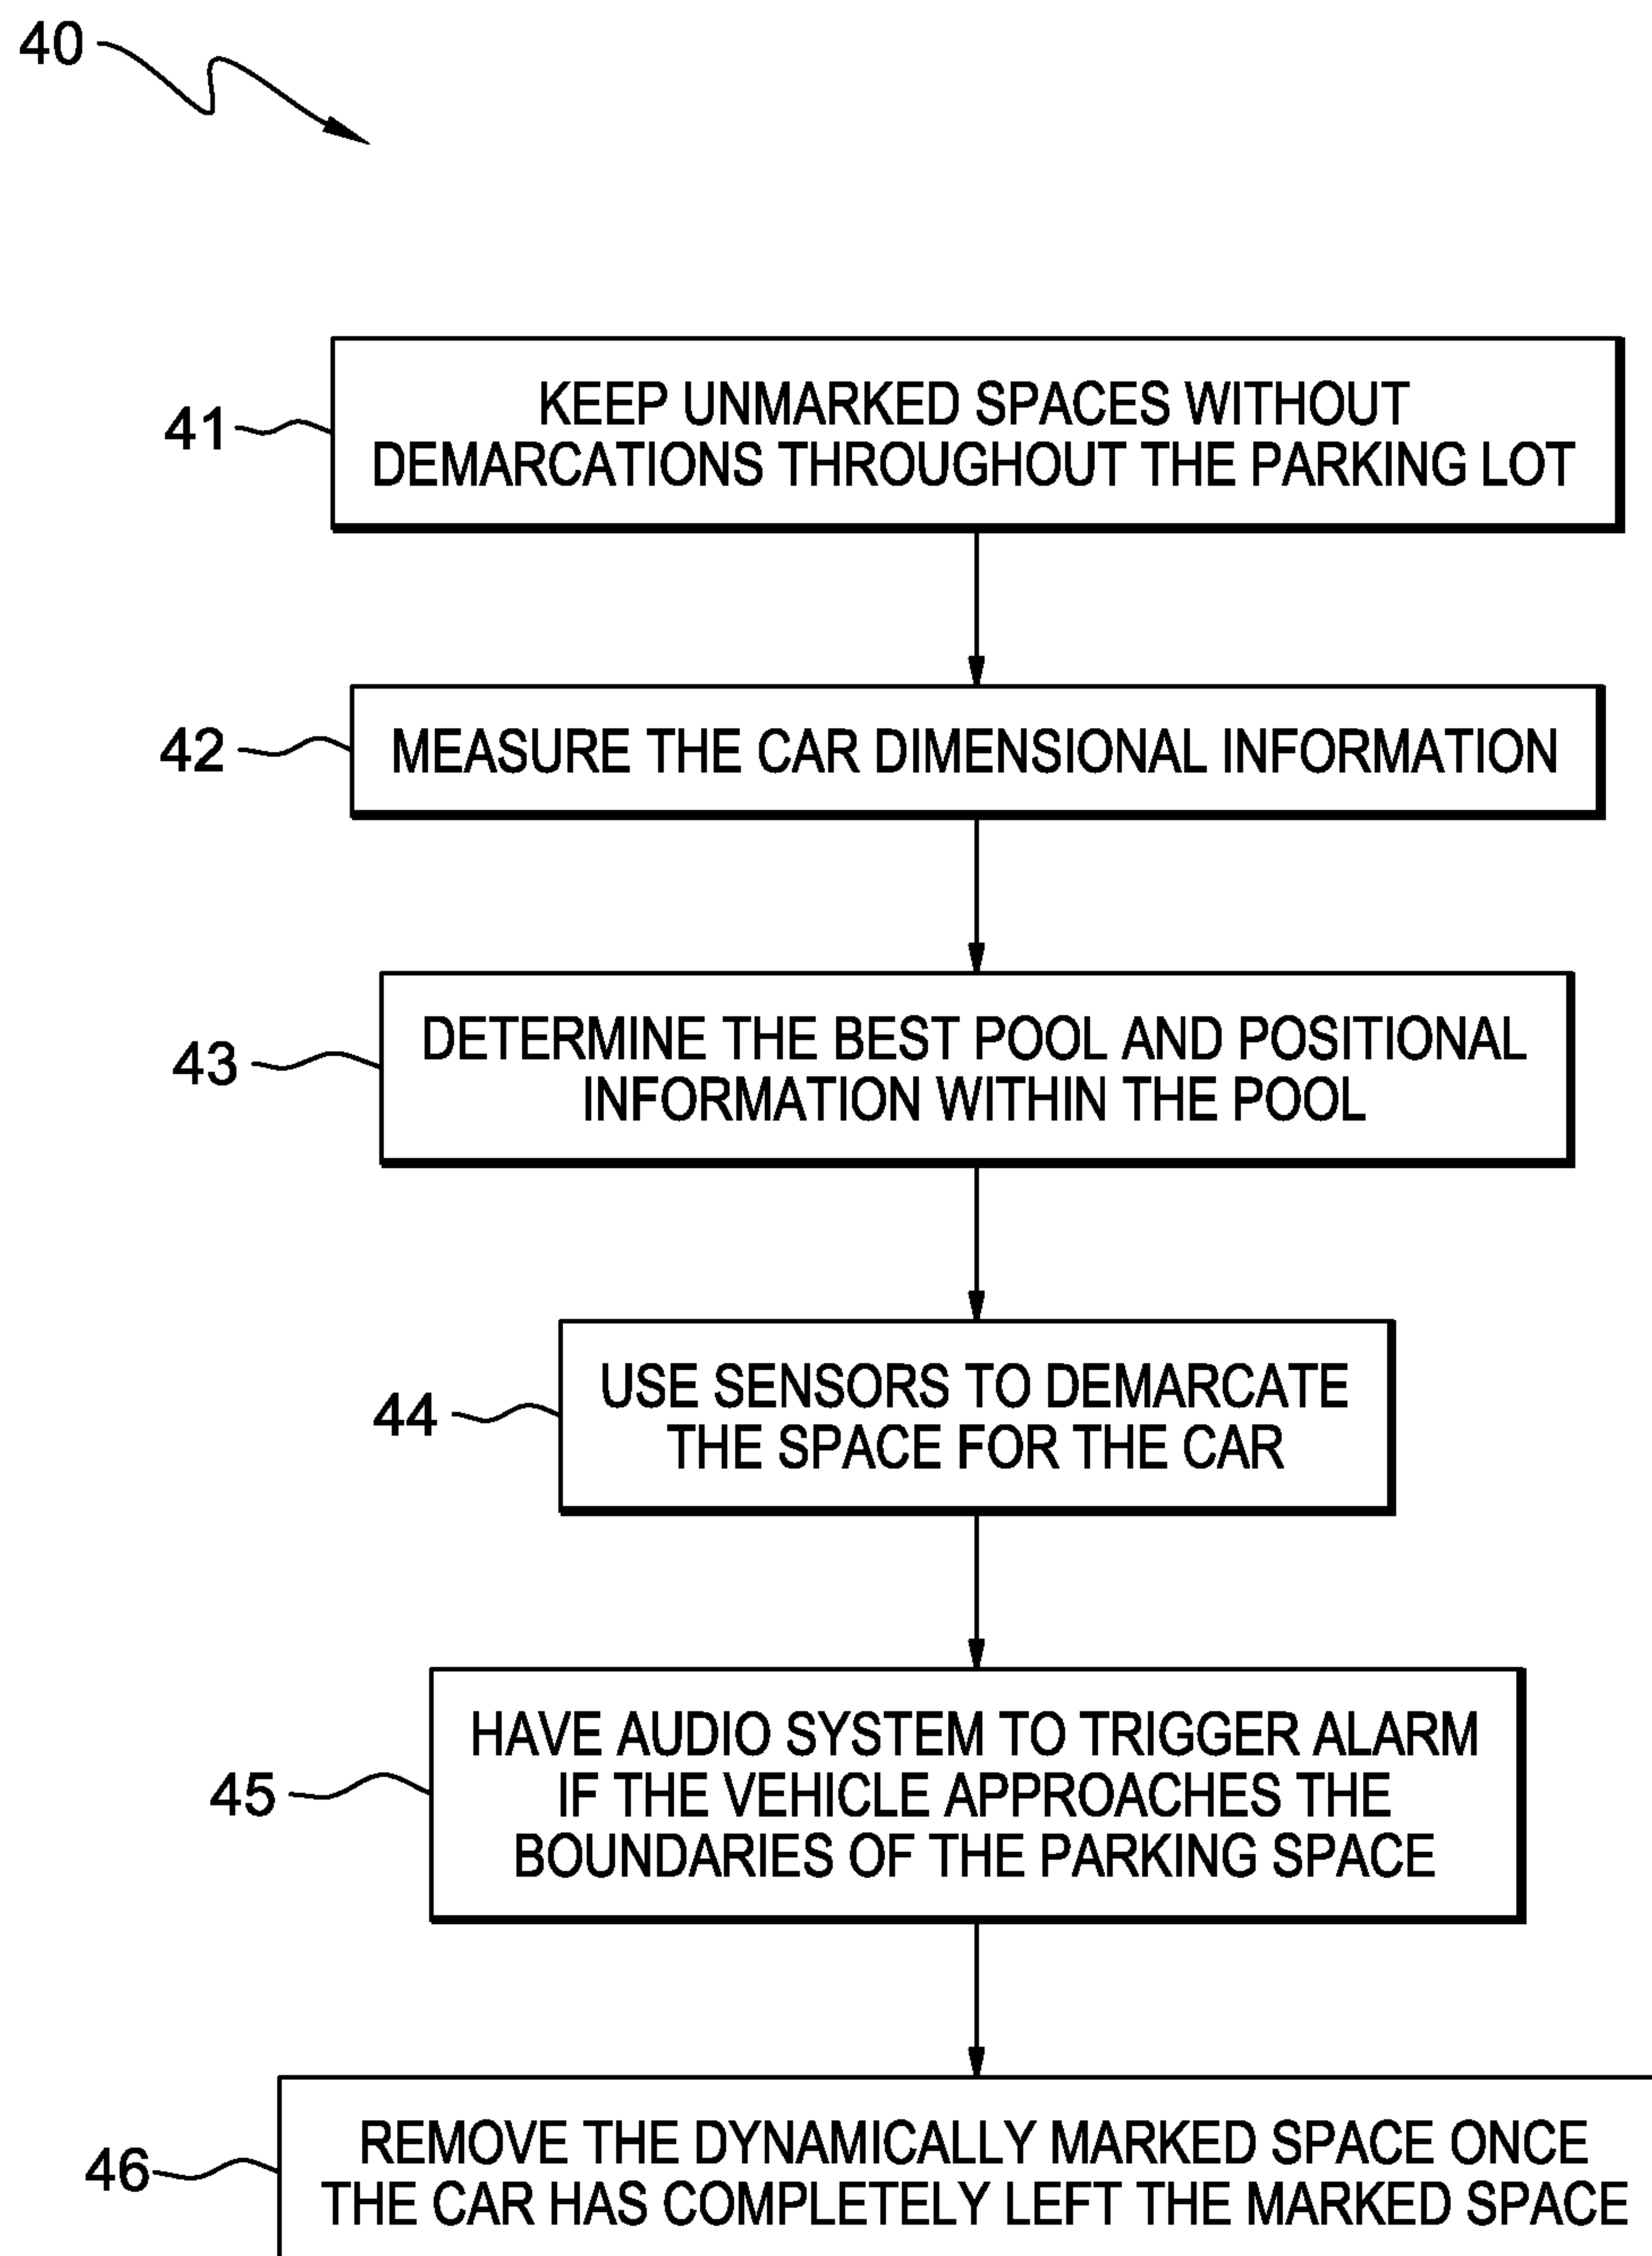 40
41
KEEP UNMARKED SPACES WITHOUT
DEMARCATIONS THROUGHOUT THE PARKING LOT
42
MEASURE THE CAR DIMENSIONAL INFORMATION
43
DETERMINE THE BEST POOL AND POSITIONAL
INFORMATION WITHIN THE POOL
44
USE SENSORS TO DEMARCATE
THE SPACE FOR THE CAR
45
HAVE AUDIO SYSTEM TO TRIGGER ALARM
IF THE VEHICLE APPROACHES THE
BOUNDARIES OF THE PARKING SPACE
46
REMOVE THE DYNAMICALLY MARKED SPACE ONCE
THE CAR HAS COMPLETELY LEFT THE MARKED SPACE